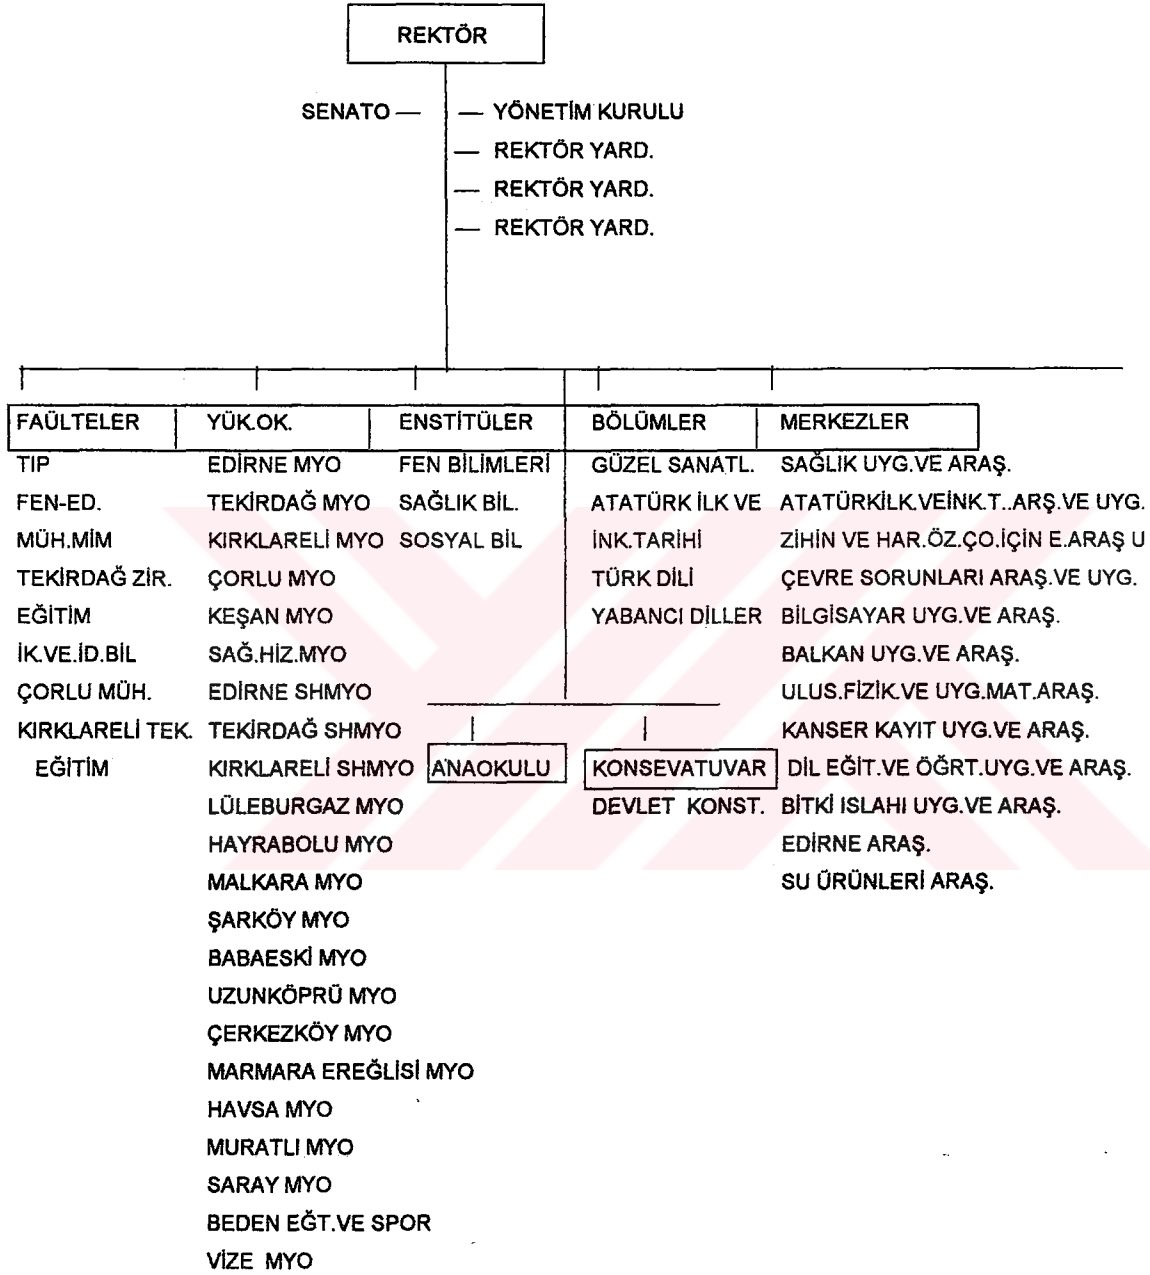 REKTÖR
SENATO — — YÖNETİM KURULU
— REKTÖR YARD.
— REKTÖR YARD.
— REKTÖR YARD.
FAÜLTELER YÜK.OK. ENSTİTÜLER BÖLÜMLER MERKEZLER
TIP EDİRNE MYO FEN BİLİMLERİ GÜZEL SANATL. SAĞLIK UYG.VE ARAŞ.
FEN-ED. TEKİRDAĞ MYO SAĞLIK BİL. ATATÜRK İLK VE ATATÜRKİLK.VEİNK.T..ARŞ.VE UYG.
MÜH.MİM KIRKLARELİ MYO SOSYAL BİL İNK.TARİHİ ZİHİN VE HAR.ÖZ.ÇO.İÇİN E.ARAŞ U
TEKİRDAĞ ZİR. ÇORLU MYO TÜRK DİLİ ÇEVRE SORUNLARI ARAŞ.VE UYG.
EĞİTİM KEŞAN MYO YABANCI DİLLER BİLGİSAYAR UYG.VE ARAŞ.
İK.VE.İD.BİL SAĞ.HİZ.MYO BALKAN UYG.VE ARAŞ.
ÇORLU MÜH. EDİRNE SHMYO ULUS.FİZİK.VE UYG.MAT.ARAŞ.
KIRKLARELİ TEK. TEKİRDAĞ SHMYO KANSER KAYIT UYG.VE ARAŞ.
EĞİTİM KIRKLARELİ SHMYO ANAOKULU KONSEVATUVAR DİL EĞİT.VE ÖĞRT.UYG.VE ARAŞ.
LÜLEBURGAZ MYO DEVLET KONST. BİTKİ ISLAHI UYG.VE ARAŞ.
HAYRABOLU MYO EDİRNE ARAŞ.
MALKARA MYO SU ÜRÜNLERİ ARAŞ.
ŞARKÖY MYO
BABAESKİ MYO
UZUNKÖPRÜ MYO
ÇERKEZKÖY MYO
MARMARA EREĞLİSİ MYO
HAVSA MYO
MURATLI MYO
SARAY MYO
BEDEN EĞT.VE SPOR
VİZE MYO